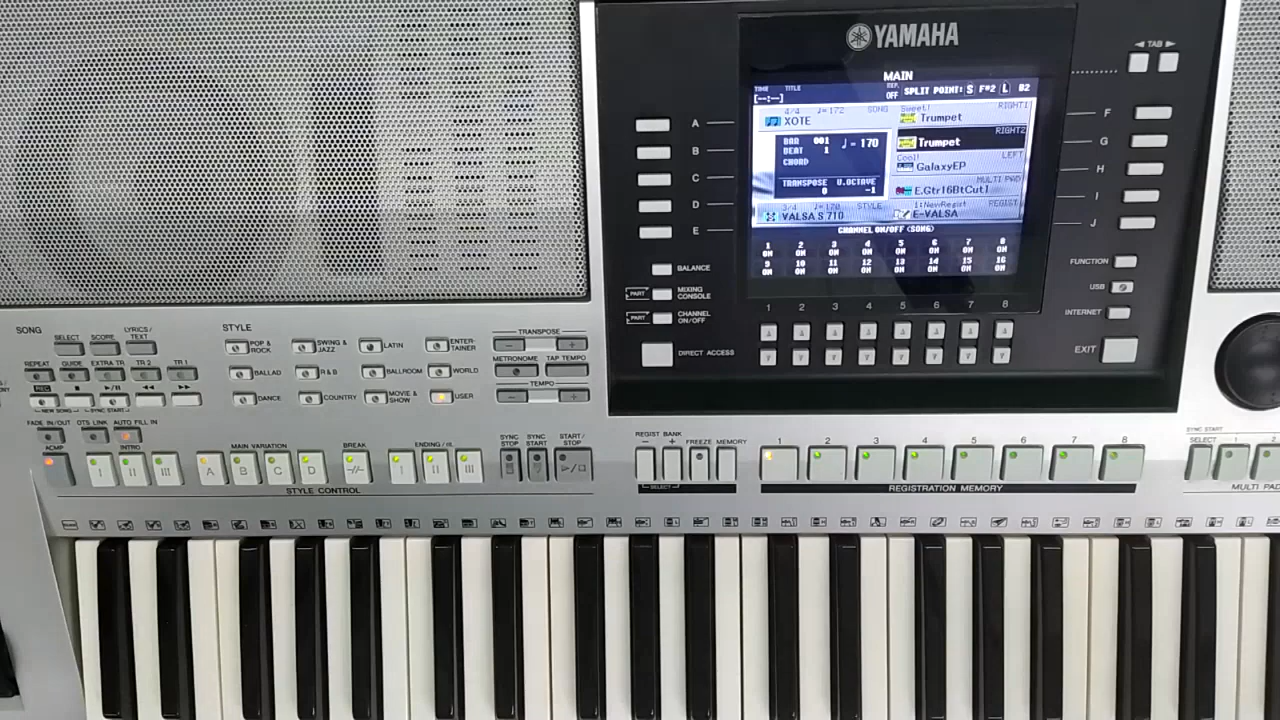 YAMAHA
TAB
MAIN
TIME TITLE
[--:--]
REP. OFF SPLIT POINT: S F#2 L B2
4/4 ♩=172 SONG
XOTE
BAR 001 ♩=170
BEAT 1
CHORD
TRANSPOSE U.OCTAVE
0 -1
3/4 ♩=170 STYLE
VALSA S 710
Sweet! RIGHT1
Trumpet
RIGHT2
Trumpet
Cool! LEFT
GalaxyEP
MULTI PAD
E.Gtr16BtCut1
1:NewRegist REGIST
E-VALSA
CHANNEL ON/OFF (SONG)
1 2 3 4 5 6 7 8
ON ON ON ON ON ON ON ON
9 10 11 12 13 14 15 16
ON ON ON ON ON ON ON ON
A
B
C
D
E
F
G
H
I
J
BALANCE
PART MIXING CONSOLE
PART CHANNEL ON/OFF
DIRECT ACCESS
1 2 3 4 5 6 7 8
FUNCTION
USB
INTERNET
EXIT
SONG
SELECT SCORE LYRICS/TEXT
REPEAT GUIDE EXTRA TR TR 2 TR 1
REC
NEW SONG SYNC START
STYLE
POP & ROCK SWING & JAZZ LATIN ENTERTAINER
BALLAD R & B BALLROOM WORLD
DANCE COUNTRY MOVIE & SHOW USER
TRANSPOSE
METRONOME TAP TEMPO
TEMPO
FADE IN/OUT OTS LINK AUTO FILL IN
ACMP INTRO MAIN VARIATION BREAK ENDING / rit. SYNC STOP SYNC START START/STOP
I II III A B C D I II III
STYLE CONTROL
REGIST BANK
- + FREEZE MEMORY
SELECT
1 2 3 4 5 6 7 8
REGISTRATION MEMORY
SYNC START
SELECT 1 2
MULTI PAD